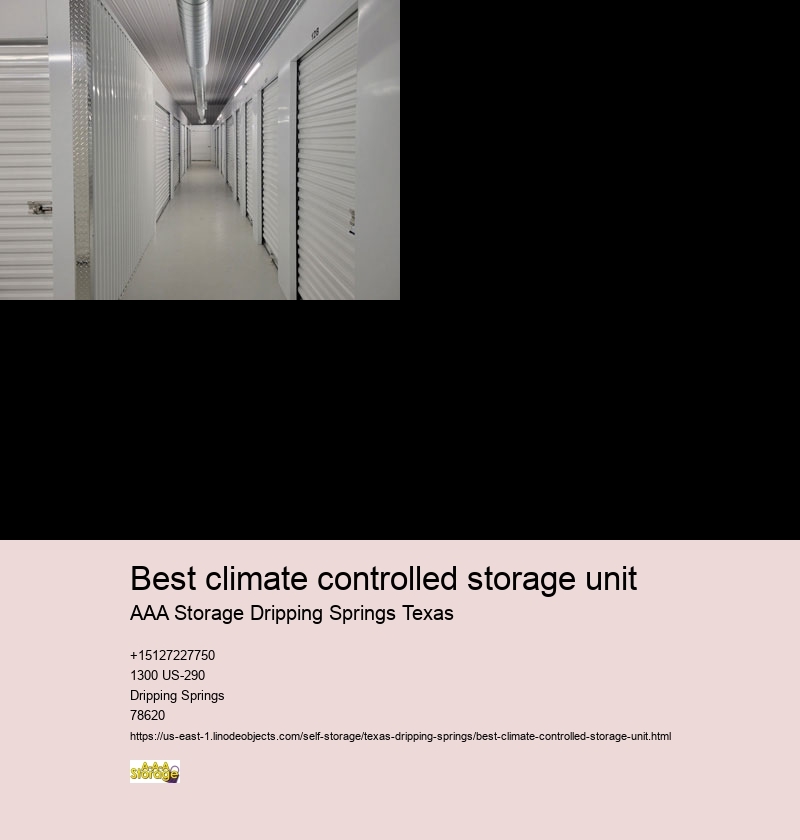 128
Best climate controlled storage unit
AAA Storage Dripping Springs Texas
+15127227750
1300 US-290
Dripping Springs
78620
https://us-east-1.linodeobjects.com/self-storage/texas-dripping-springs/best-climate-controlled-storage-unit.html
AAA
Storage